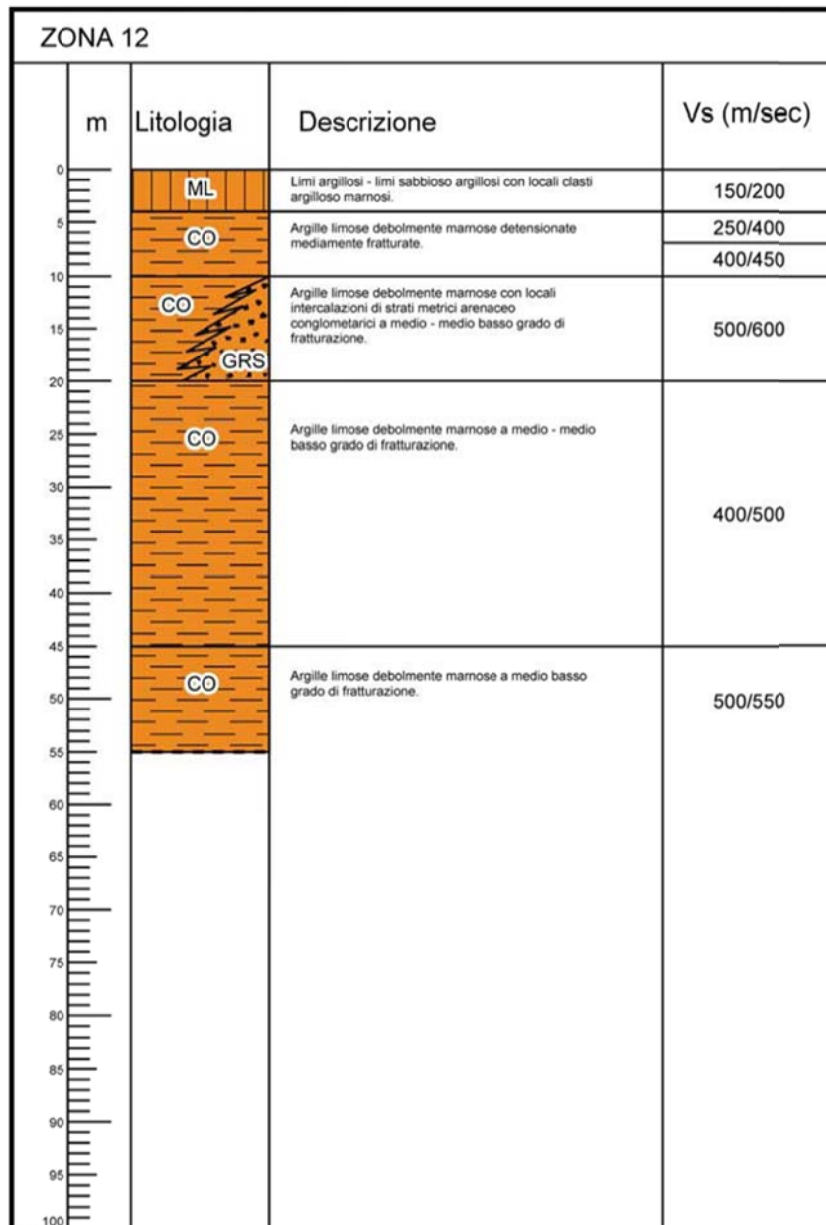 ZONA 12
m
Litologia
Descrizione
Vs (m/sec)
0
ML
Limi argillosi - limi sabbioso argillosi con locali clasti
argilloso marnosi.
150/200
5
CO
Argille limose debolmente marnose detensionate
mediamente fratturate.
250/400
400/450
10
CO
GRS
Argille limose debolmente marnose con locali
intercalazioni di strati metrici arenaceo
conglometarici a medio - medio basso grado di
fratturazione.
500/600
15
20
CO
Argille limose debolmente marnose a medio - medio
basso grado di fratturazione.
400/500
25
30
35
40
45
CO
Argille limose debolmente marnose a medio basso
grado di fratturazione.
500/550
50
55
60
65
70
75
80
85
90
95
100